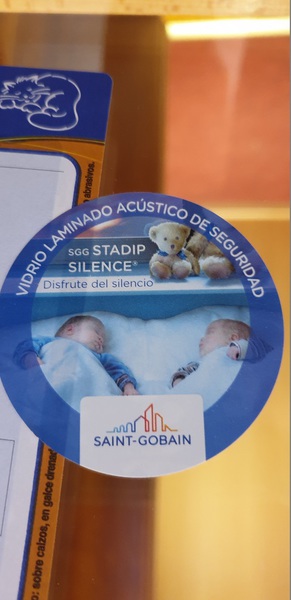 VIDRIO LAMINADO ACÚSTICO DE SEGURIDAD
SGG STADIP
SILENCE®
Disfrute del silencio
SAINT-GOBAIN
abrasivos.
o: sobre calzos, en galce drenad